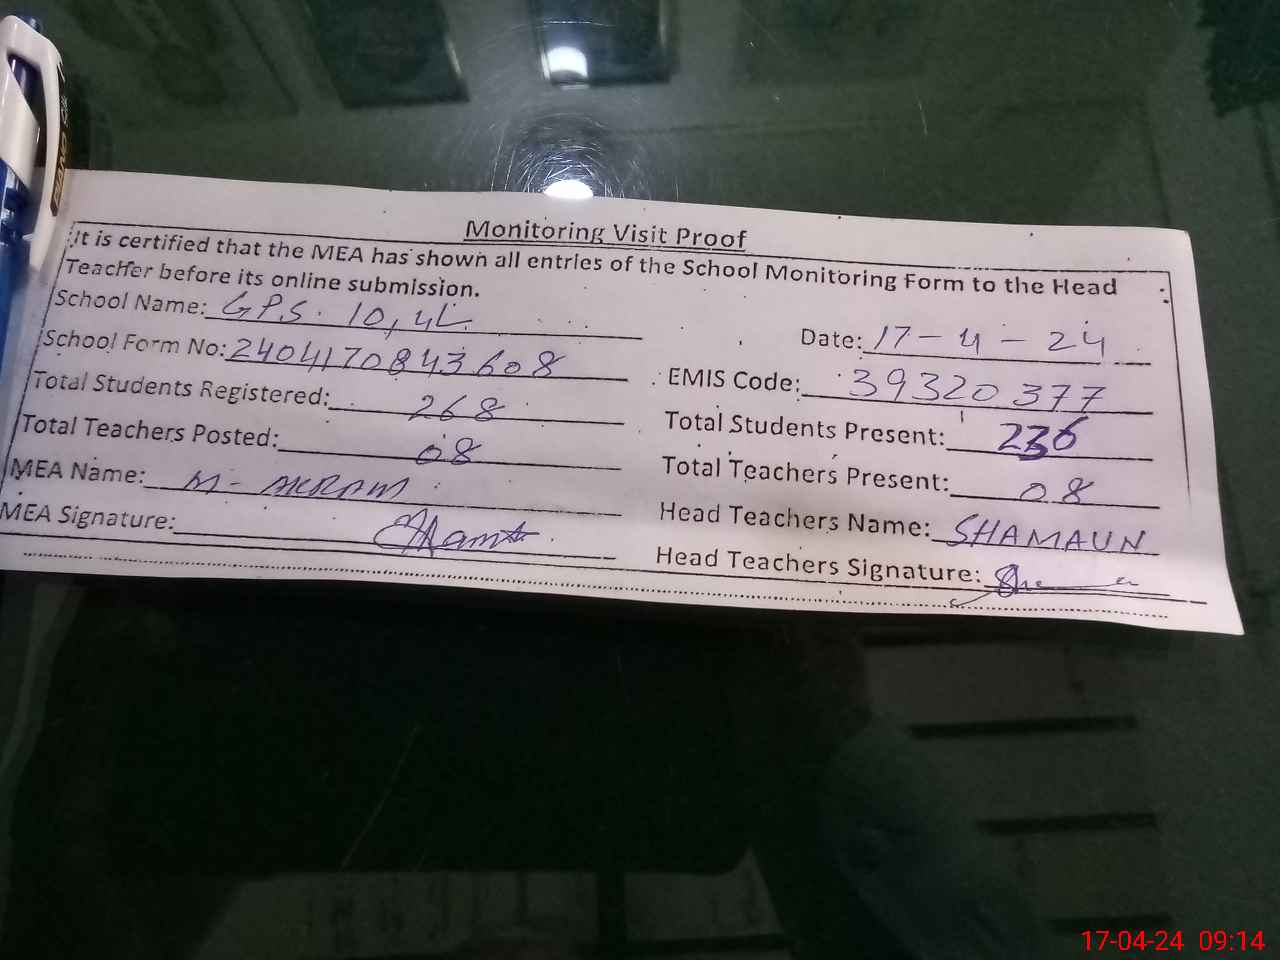 Monitoring Visit Proof
It is certified that the MEA has shown all entries of the School Monitoring Form to the Head
Teacher before its online submission.
School Name: G.P.S. 10,4L
Date: 17-4-24
School Form No: 2404170843608
EMIS Code: 39320377
Total Students Registered: 268
Total Students Present: 236
Total Teachers Posted: 08
Total Teachers Present: 08
MEA Name: M-AKRAM
Head Teachers Name: SHAMAUN
MEA Signature:
Head Teachers Signature:
17-04-24 09:14